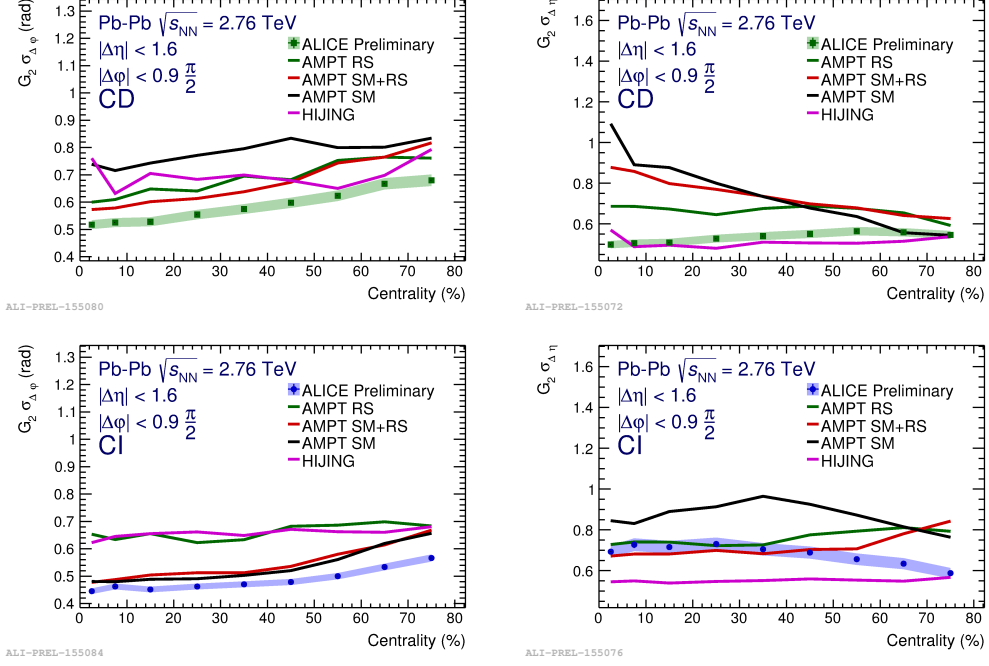 G₂ σ_Δφ (rad)
1.3
1.2
1.1
1
0.9
0.8
0.7
0.6
0.5
0.4
Pb-Pb √s_NN = 2.76 TeV
|Δη| < 1.6
|Δφ| < 0.9 π/2
CD
ALICE Preliminary
AMPT RS
AMPT SM+RS
AMPT SM
HIJING
0 10 20 30 40 50 60 70 80
Centrality (%)
ALI-PREL-155080
G₂ σ_Δη
1.6
1.4
1.2
1
0.8
0.6
Pb-Pb √s_NN = 2.76 TeV
|Δη| < 1.6
|Δφ| < 0.9 π/2
CD
ALICE Preliminary
AMPT RS
AMPT SM+RS
AMPT SM
HIJING
0 10 20 30 40 50 60 70 80
Centrality (%)
ALI-PREL-155072
G₂ σ_Δφ (rad)
1.3
1.2
1.1
1
0.9
0.8
0.7
0.6
0.5
0.4
Pb-Pb √s_NN = 2.76 TeV
|Δη| < 1.6
|Δφ| < 0.9 π/2
CI
ALICE Preliminary
AMPT RS
AMPT SM+RS
AMPT SM
HIJING
0 10 20 30 40 50 60 70 80
Centrality (%)
ALI-PREL-155084
G₂ σ_Δη
1.6
1.4
1.2
1
0.8
0.6
Pb-Pb √s_NN = 2.76 TeV
|Δη| < 1.6
|Δφ| < 0.9 π/2
CI
ALICE Preliminary
AMPT RS
AMPT SM+RS
AMPT SM
HIJING
0 10 20 30 40 50 60 70 80
Centrality (%)
ALI-PREL-155076